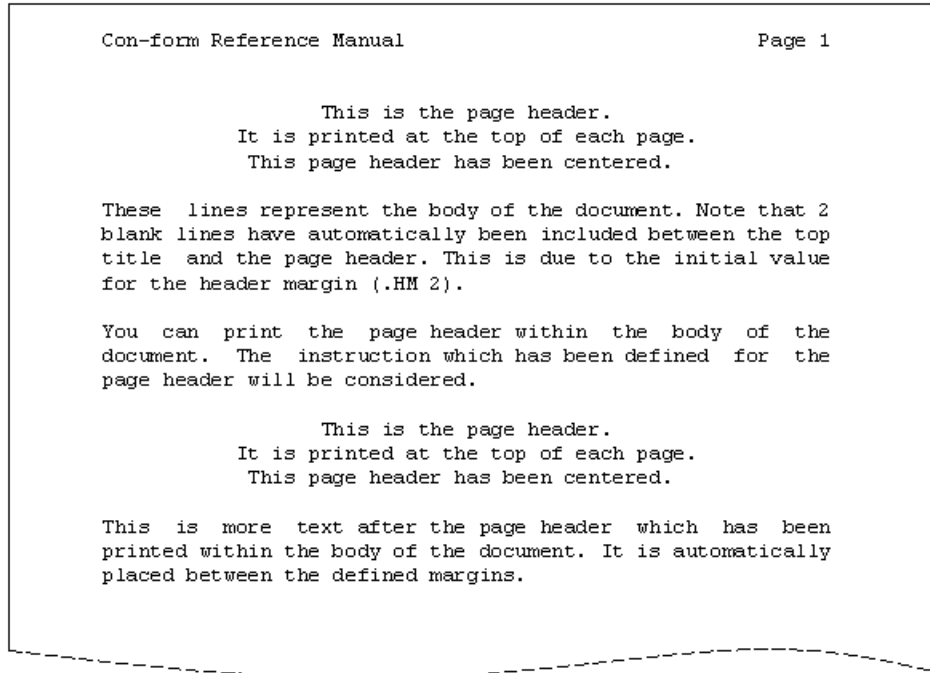 Con-form Reference Manual Page 1
This is the page header.
It is printed at the top of each page.
This page header has been centered.
These lines represent the body of the document. Note that 2
blank lines have automatically been included between the top
title and the page header. This is due to the initial value
for the header margin (.HM 2).
You can print the page header within the body of the
document. The instruction which has been defined for the
page header will be considered.
This is the page header.
It is printed at the top of each page.
This page header has been centered.
This is more text after the page header which has been
printed within the body of the document. It is automatically
placed between the defined margins.